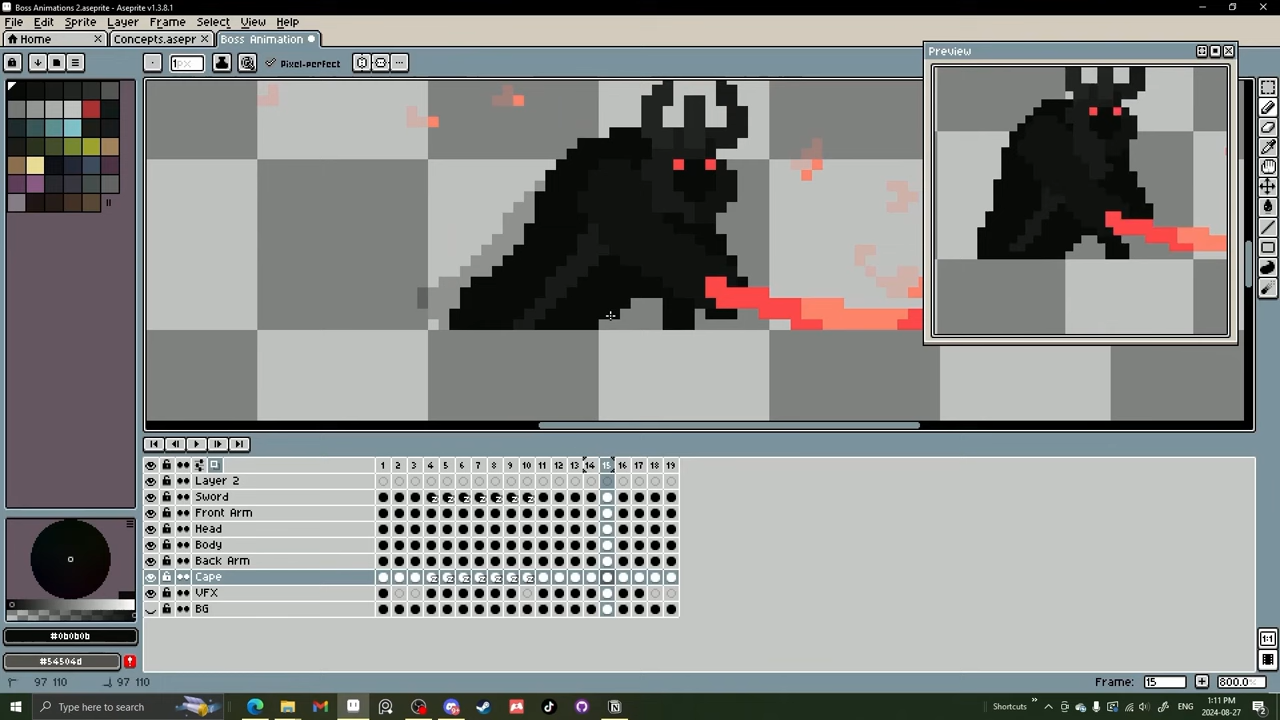 Boss Animations 2.aseprite - Aseprite v1.3.8.1
File Edit Sprite Layer Frame Select View Help
Home Concepts.asepr Boss Animation
1px Pixel-perfect
Preview
1 2 3 4 5 6 7 8 9 10 11 12 13 14 15 16 17 18 19
Layer 2
Sword
Front Arm
Head
Body
Back Arm
Cape
VFX
BG
#0b0b0b
#54504d
97 110 97 110
1:1
Frame: 15 800.0
Type here to search
Shortcuts ENG 1:11 PM
2024-08-27